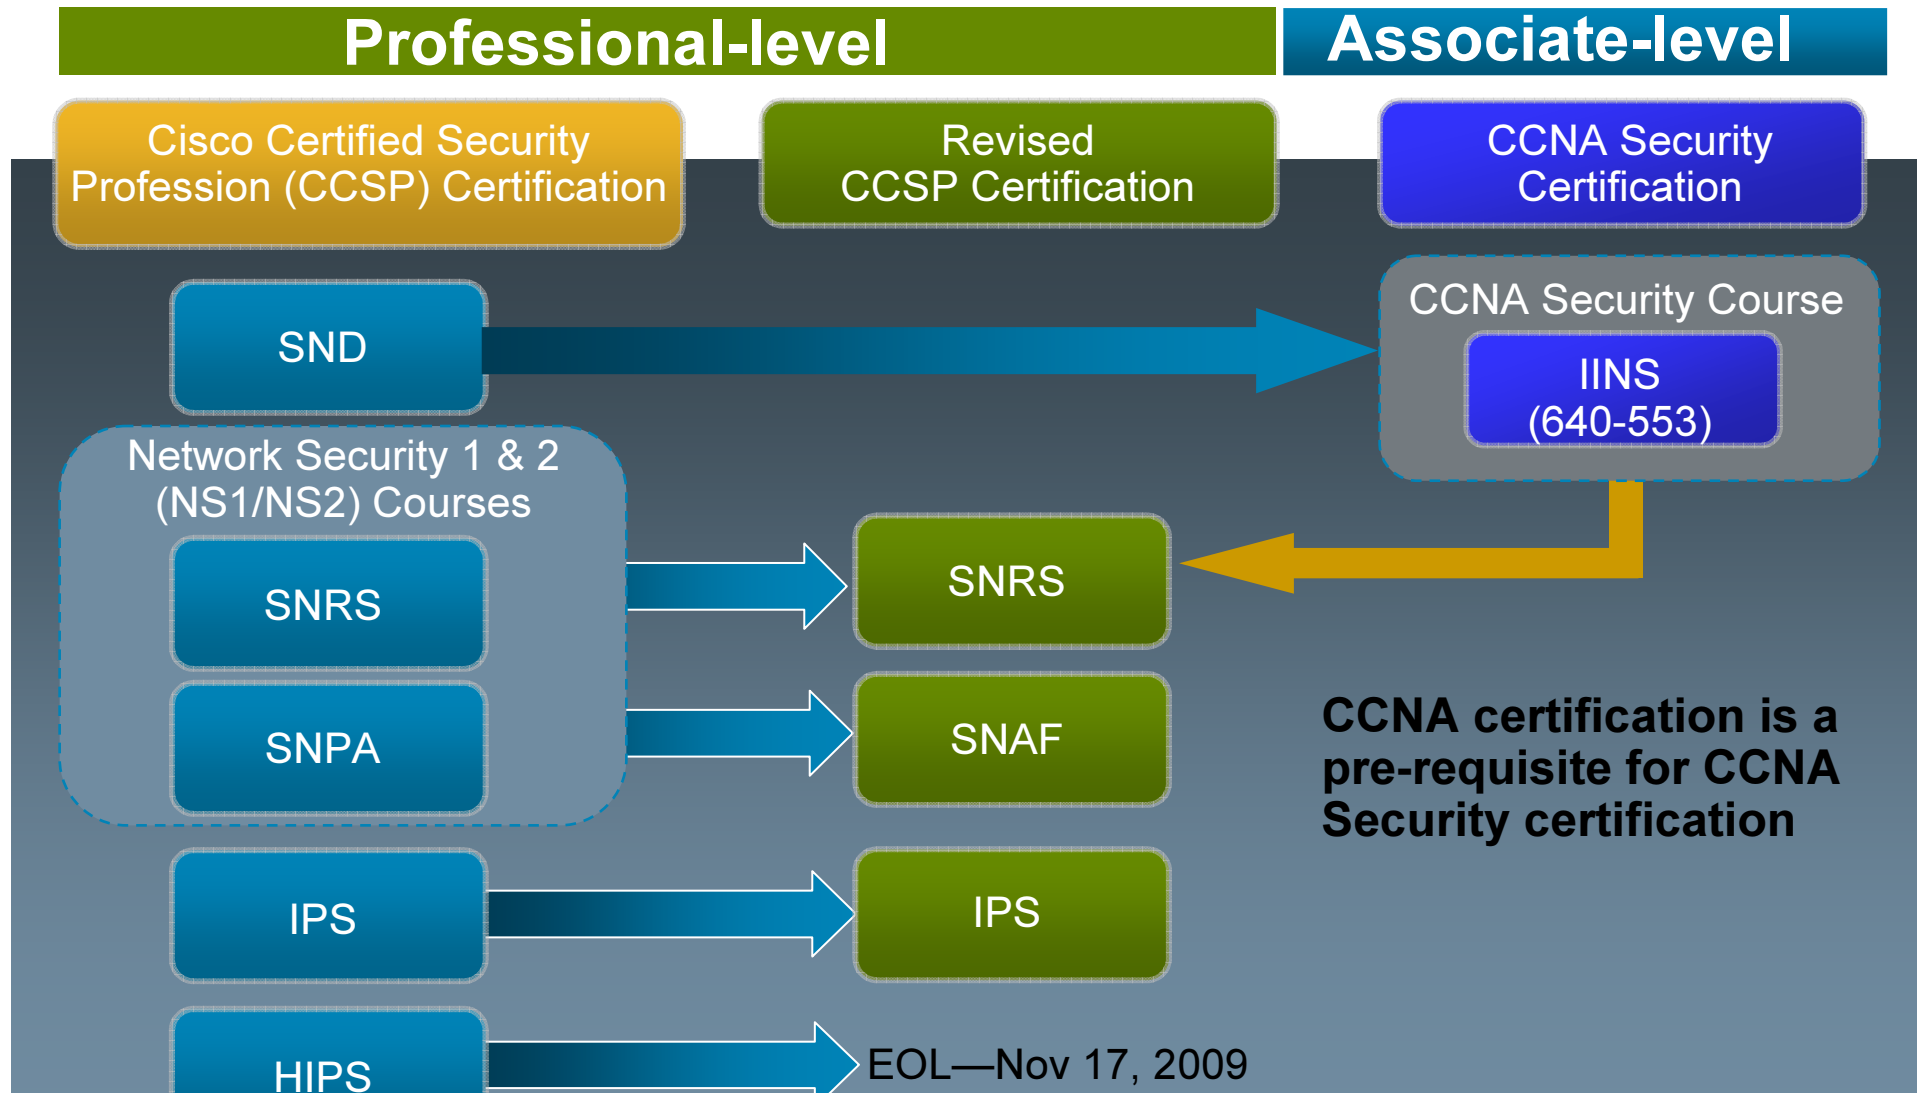 Professional-level
Associate-level
Cisco Certified Security
Profession (CCSP) Certification
Revised
CCSP Certification
CCNA Security
Certification
SND
CCNA Security Course
IINS
(640-553)
Network Security 1 & 2
(NS1/NS2) Courses
SNRS
SNRS
SNPA
SNAF
CCNA certification is a
pre-requisite for CCNA
Security certification
IPS
IPS
HIPS
EOL—Nov 17, 2009